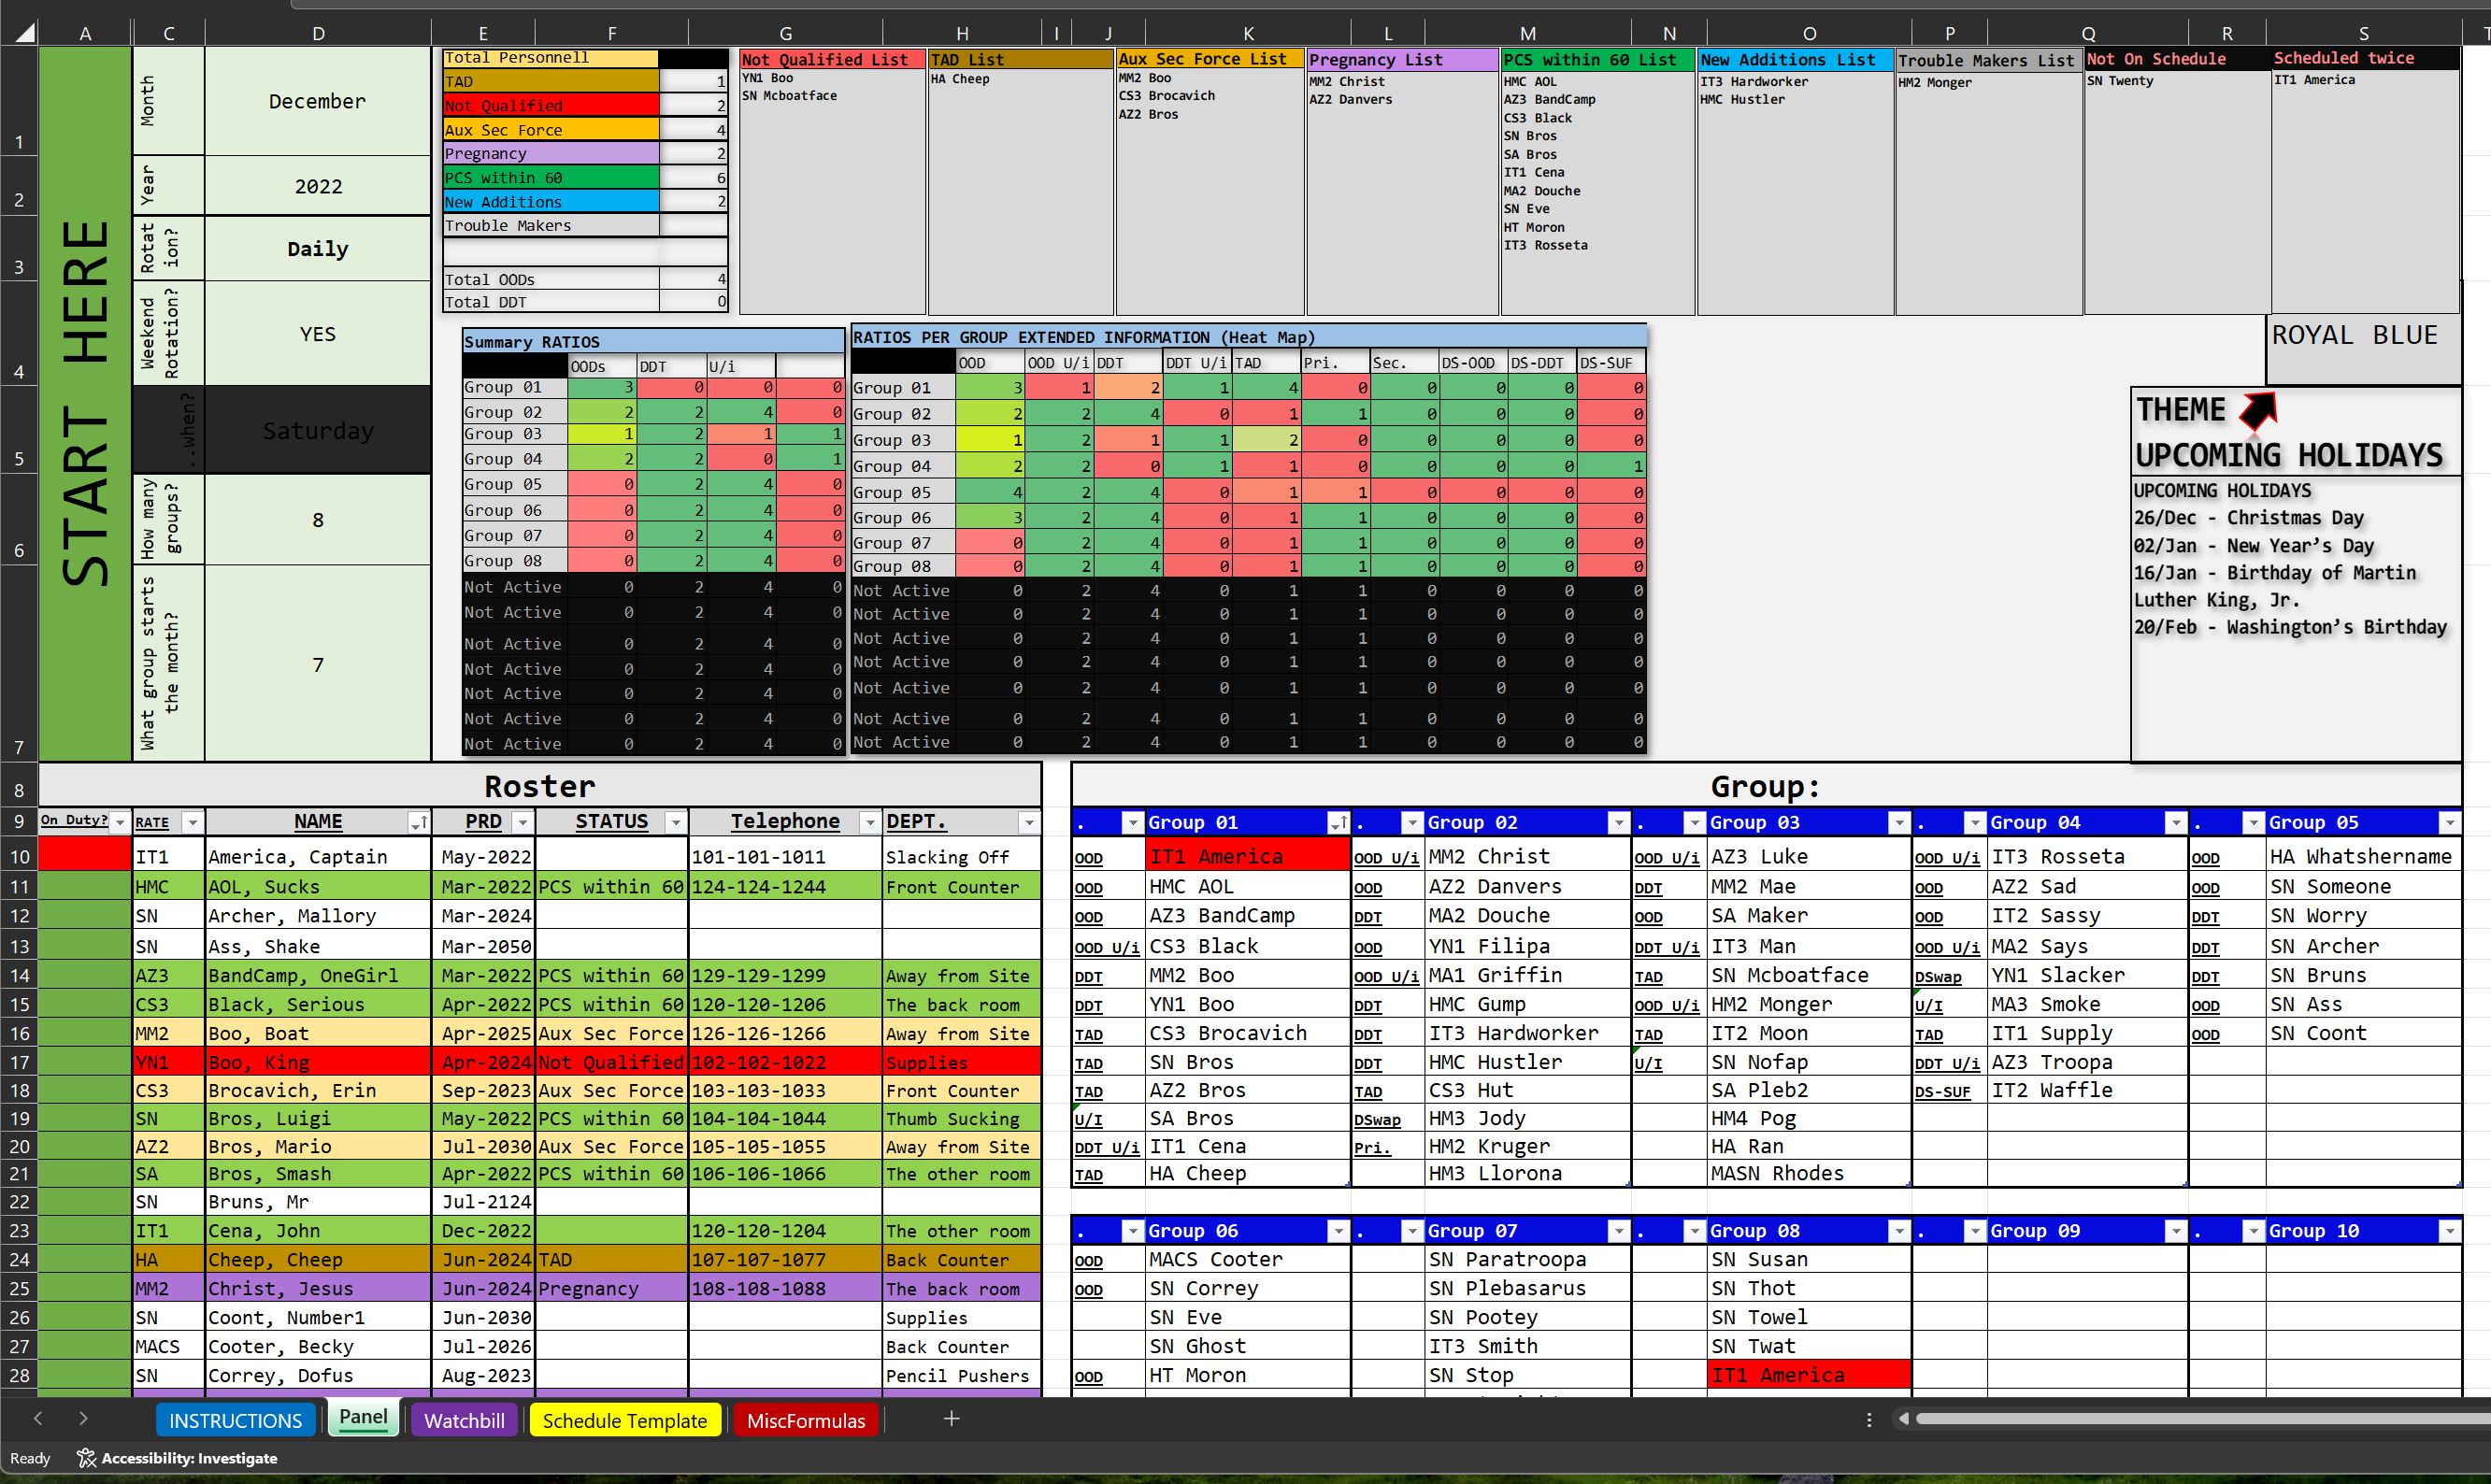 A C D E F G H I J K L M N O P Q R S
START HERE
Month December
Year 2022
Rotation? Daily
Weekend Rotation? YES
..when? Saturday
How many groups? 8
What group starts the month? 7
Total Personnell
TAD 1
Not Qualified 2
Aux Sec Force 4
Pregnancy 2
PCS within 60 6
New Additions 2
Trouble Makers
Total OODs 4
Total DDT 0
Not Qualified List
YN1 Boo
SN Mcboatface
TAD List
HA Cheep
Aux Sec Force List
MM2 Boo
CS3 Brocavich
AZ2 Bros
Pregnancy List
MM2 Christ
AZ2 Danvers
PCS within 60 List
HMC AOL
AZ3 BandCamp
CS3 Black
SN Bros
SA Bros
IT1 Cena
MA2 Douche
SN Eve
HT Moron
IT3 Rosseta
New Additions List
IT3 Hardworker
HMC Hustler
Trouble Makers List
HM2 Monger
Not On Schedule
SN Twenty
Scheduled twice
IT1 America
Summary RATIOS
OODs DDT U/i
Group 01 3 0 0 0
Group 02 2 2 4 0
Group 03 1 2 1 1
Group 04 2 2 0 1
Group 05 0 2 4 0
Group 06 0 2 4 0
Group 07 0 2 4 0
Group 08 0 2 4 0
Not Active 0 2 4 0
Not Active 0 2 4 0
Not Active 0 2 4 0
Not Active 0 2 4 0
Not Active 0 2 4 0
Not Active 0 2 4 0
Not Active 0 2 4 0
RATIOS PER GROUP EXTENDED INFORMATION (Heat Map)
OOD OOD U/i DDT DDT U/i TAD Pri. Sec. DS-OOD DS-DDT DS-SUF
Group 01 3 1 2 1 4 0 0 0 0 0
Group 02 2 2 4 0 1 1 0 0 0 0
Group 03 1 2 1 1 2 0 0 0 0 0
Group 04 2 2 0 1 1 0 0 0 0 1
Group 05 4 2 4 0 1 1 0 0 0 0
Group 06 3 2 4 0 1 1 0 0 0 0
Group 07 0 2 4 0 1 1 0 0 0 0
Group 08 0 2 4 0 1 1 0 0 0 0
Not Active 0 2 4 0 1 1 0 0 0 0
Not Active 0 2 4 0 1 1 0 0 0 0
Not Active 0 2 4 0 1 1 0 0 0 0
Not Active 0 2 4 0 1 1 0 0 0 0
Not Active 0 2 4 0 1 1 0 0 0 0
Not Active 0 2 4 0 1 1 0 0 0 0
Not Active 0 2 4 0 1 1 0 0 0 0
ROYAL BLUE
THEME
UPCOMING HOLIDAYS
UPCOMING HOLIDAYS
26/Dec - Christmas Day
02/Jan - New Year’s Day
16/Jan - Birthday of Martin
Luther King, Jr.
20/Feb - Washington’s Birthday
1
2
3
4
5
6
7
8 Roster
9 On Duty? RATE NAME PRD STATUS Telephone DEPT.
10 IT1 America, Captain May-2022 101-101-1011 Slacking Off
11 HMC AOL, Sucks Mar-2022 PCS within 60 124-124-1244 Front Counter
12 SN Archer, Mallory Mar-2024
13 SN Ass, Shake Mar-2050
14 AZ3 BandCamp, OneGirl Mar-2022 PCS within 60 129-129-1299 Away from Site
15 CS3 Black, Serious Apr-2022 PCS within 60 120-120-1206 The back room
16 MM2 Boo, Boat Apr-2025 Aux Sec Force 126-126-1266 Away from Site
17 YN1 Boo, King Apr-2024 Not Qualified 102-102-1022 Supplies
18 CS3 Brocavich, Erin Sep-2023 Aux Sec Force 103-103-1033 Front Counter
19 SN Bros, Luigi May-2022 PCS within 60 104-104-1044 Thumb Sucking
20 AZ2 Bros, Mario Jul-2030 Aux Sec Force 105-105-1055 Away from Site
21 SA Bros, Smash Apr-2022 PCS within 60 106-106-1066 The other room
22 SN Bruns, Mr Jul-2124
23 IT1 Cena, John Dec-2022 120-120-1204 The other room
24 HA Cheep, Cheep Jun-2024 TAD 107-107-1077 Back Counter
25 MM2 Christ, Jesus Jun-2024 Pregnancy 108-108-1088 The back room
26 SN Coont, Number1 Jun-2030 Supplies
27 MACS Cooter, Becky Jul-2026 Back Counter
28 SN Correy, Dofus Aug-2023 Pencil Pushers
Group:
. Group 01 . Group 02 . Group 03 . Group 04 . Group 05
OOD IT1 America OOD U/i MM2 Christ OOD U/i AZ3 Luke OOD U/i IT3 Rosseta OOD HA Whatshername
OOD HMC AOL OOD AZ2 Danvers DDT MM2 Mae OOD AZ2 Sad OOD SN Someone
OOD AZ3 BandCamp DDT MA2 Douche OOD SA Maker OOD IT2 Sassy DDT SN Worry
OOD U/i CS3 Black OOD YN1 Filipa DDT U/i IT3 Man OOD U/i MA2 Says DDT SN Archer
DDT MM2 Boo OOD U/i MA1 Griffin TAD SN Mcboatface DSwap YN1 Slacker DDT SN Bruns
DDT YN1 Boo DDT HMC Gump OOD U/i HM2 Monger U/I MA3 Smoke OOD SN Ass
TAD CS3 Brocavich DDT IT3 Hardworker TAD IT2 Moon TAD IT1 Supply OOD SN Coont
TAD SN Bros DDT HMC Hustler U/I SN Nofap DDT U/i AZ3 Troopa
TAD AZ2 Bros TAD CS3 Hut SA Pleb2 DS-SUF IT2 Waffle
U/I SA Bros DSwap HM3 Jody HM4 Pog
DDT U/i IT1 Cena Pri. HM2 Kruger HA Ran
TAD HA Cheep HM3 Llorona MASN Rhodes
. Group 06 . Group 07 . Group 08 . Group 09 . Group 10
OOD MACS Cooter SN Paratroopa SN Susan
OOD SN Correy SN Plebasarus SN Thot
SN Eve SN Pootey SN Towel
SN Ghost IT3 Smith SN Twat
OOD HT Moron SN Stop IT1 America
INSTRUCTIONS Panel Watchbill Schedule Template MiscFormulas
Ready Accessibility: Investigate